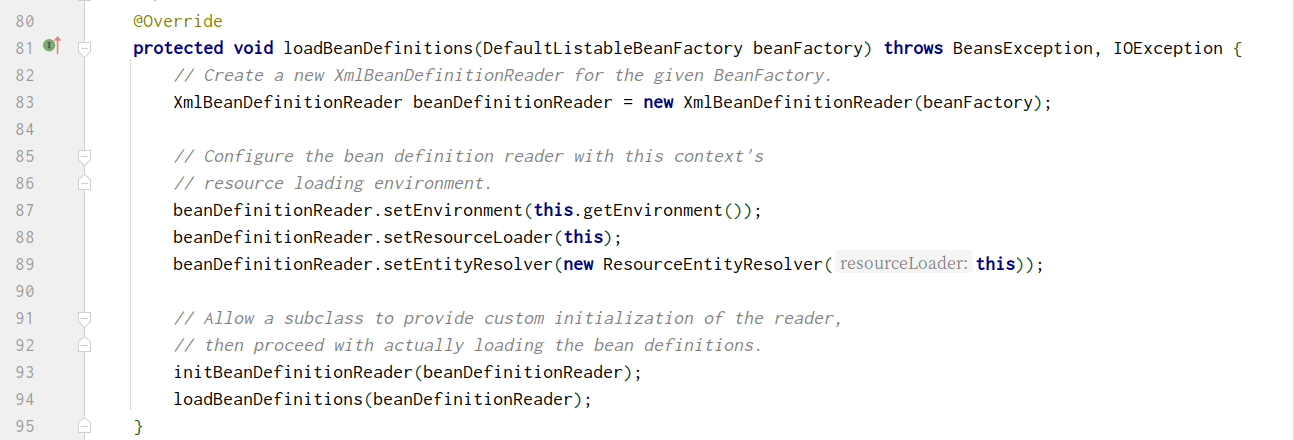 80 @Override
81 protected void loadBeanDefinitions(DefaultListableBeanFactory beanFactory) throws BeansException, IOException {
82 // Create a new XmlBeanDefinitionReader for the given BeanFactory.
83 XmlBeanDefinitionReader beanDefinitionReader = new XmlBeanDefinitionReader(beanFactory);
84
85 // Configure the bean definition reader with this context's
86 // resource loading environment.
87 beanDefinitionReader.setEnvironment(this.getEnvironment());
88 beanDefinitionReader.setResourceLoader(this);
89 beanDefinitionReader.setEntityResolver(new ResourceEntityResolver( resourceLoader: this));
90
91 // Allow a subclass to provide custom initialization of the reader,
92 // then proceed with actually loading the bean definitions.
93 initBeanDefinitionReader(beanDefinitionReader);
94 loadBeanDefinitions(beanDefinitionReader);
95 }